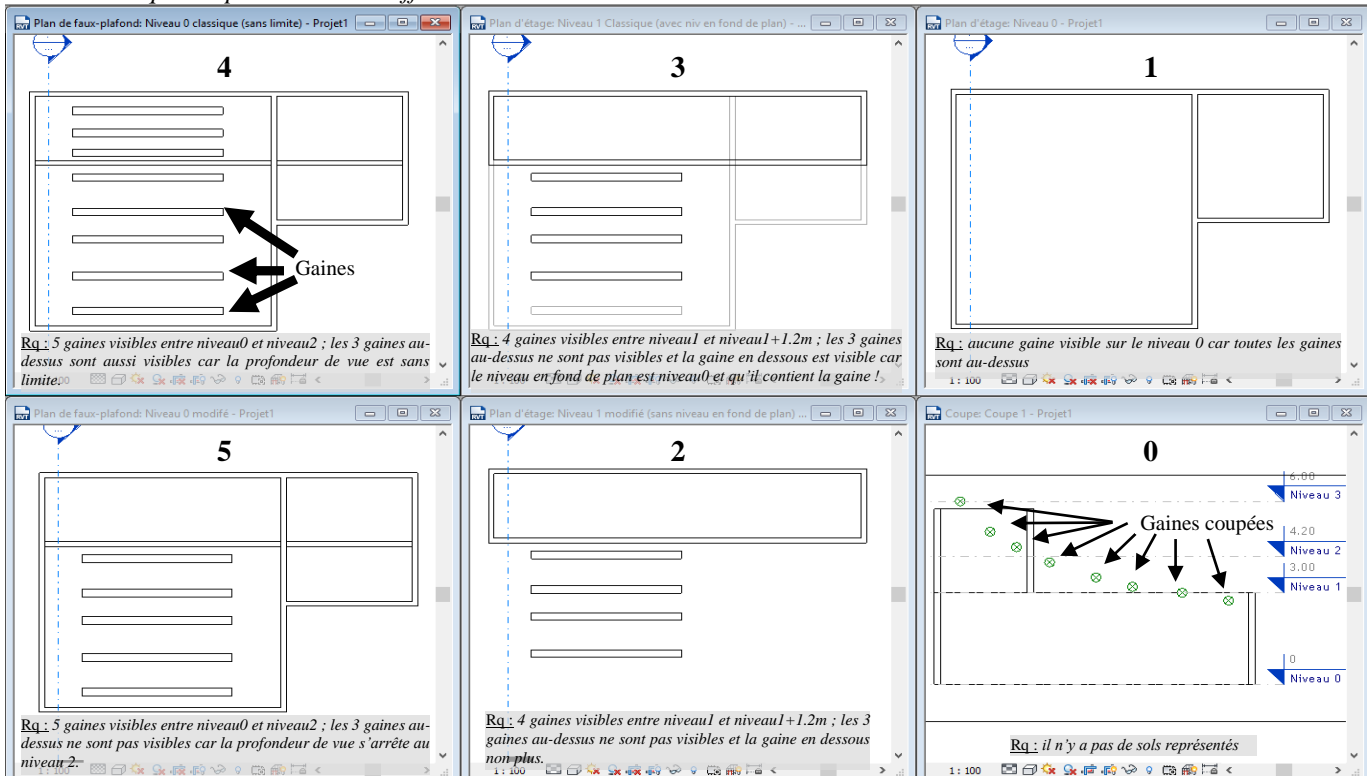 Plan de faux-plafond: Niveau 0 classique (sans limite) - Projet1
4
Gaines
Rq : 5 gaines visibles entre niveau0 et niveau2 ; les 3 gaines au-
dessus sont aussi visibles car la profondeur de vue est sans
limite.
Plan d'étage: Niveau 1 Classique (avec niv en fond de plan) - ...
3
Rq : 4 gaines visibles entre niveau1 et niveau1+1.2m ; les 3 gaines
au-dessus ne sont pas visibles et la gaine en dessous est visible car
le niveau en fond de plan est niveau0 et qu'il contient la gaine !
1 : 100
Plan d'étage: Niveau 0 - Projet1
1
Rq : aucune gaine visible sur le niveau 0 car toutes les gaines
sont au-dessus
1 : 100
Plan de faux-plafond: Niveau 0 modifié - Projet1
5
Rq : 5 gaines visibles entre niveau0 et niveau2 ; les 3 gaines au-
dessus ne sont pas visibles car la profondeur de vue s'arrête au
niveau 2.
1 : 100
Plan d'étage: Niveau 1 modifié (sans niveau en fond de plan) ...
2
Rq : 4 gaines visibles entre niveau1 et niveau1+1.2m ; les 3
gaines au-dessus ne sont pas visibles et la gaine en dessous
non plus.
1 : 100
Coupe: Coupe 1 - Projet1
0
6.00
Niveau 3
Gaines coupées
4.20
Niveau 2
3.00
Niveau 1
0
Niveau 0
Rq : il n'y a pas de sols représentés
1 : 100